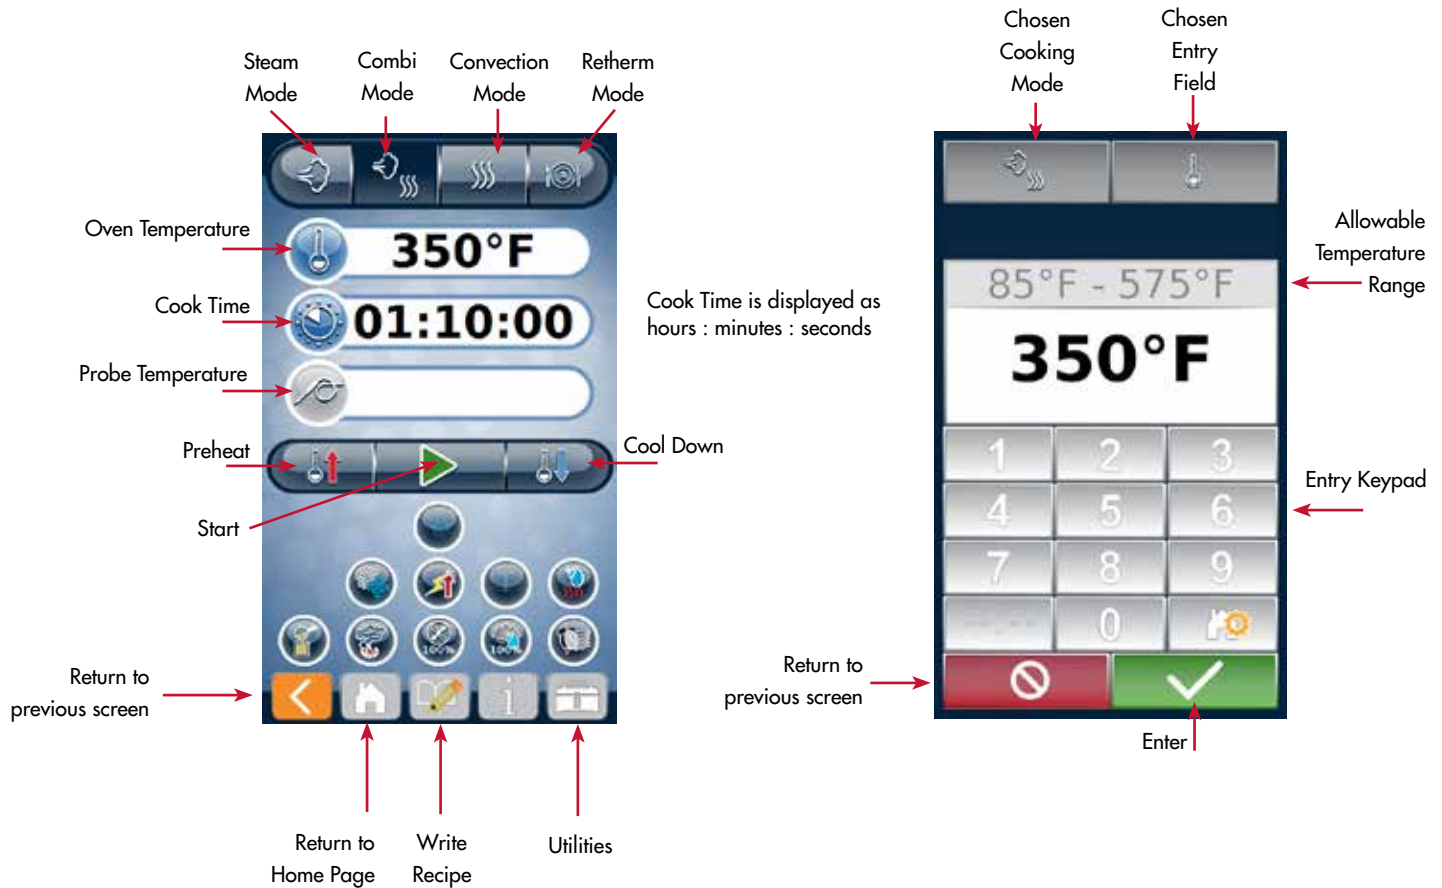 Steam
Mode
Combi
Mode
Convection
Mode
Retherm
Mode
Oven Temperature
350°F
Cook Time
01:10:00
Cook Time is displayed as
hours : minutes : seconds
Probe Temperature
Preheat
Cool Down
Start
100%
100%
Return to
previous screen
i
Return to
Home Page
Write
Recipe
Utilities
Chosen
Cooking
Mode
Chosen
Entry
Field
Allowable
Temperature
Range
85°F - 575°F
350°F
1 2 3
Entry Keypad
4 5 6
7 8 9
--.-- 0
Return to
previous screen
Enter